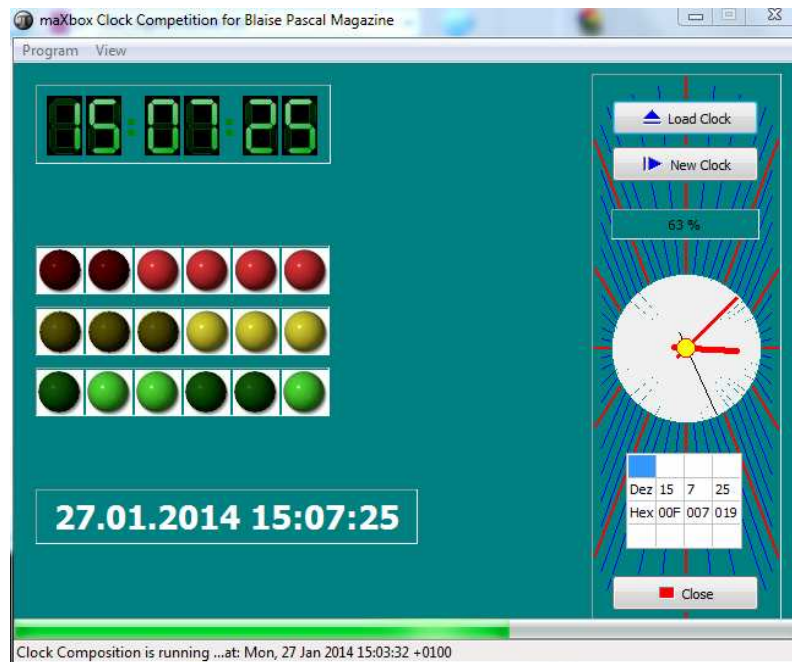 maXbox Clock Competition for Blaise Pascal Magazine
Program View
15:07:25
Load Clock
New Clock
63 %
Dez 15 7 25
Hex 00F 007 019
27.01.2014 15:07:25
Close
Clock Composition is running ...at: Mon, 27 Jan 2014 15:03:32 +0100